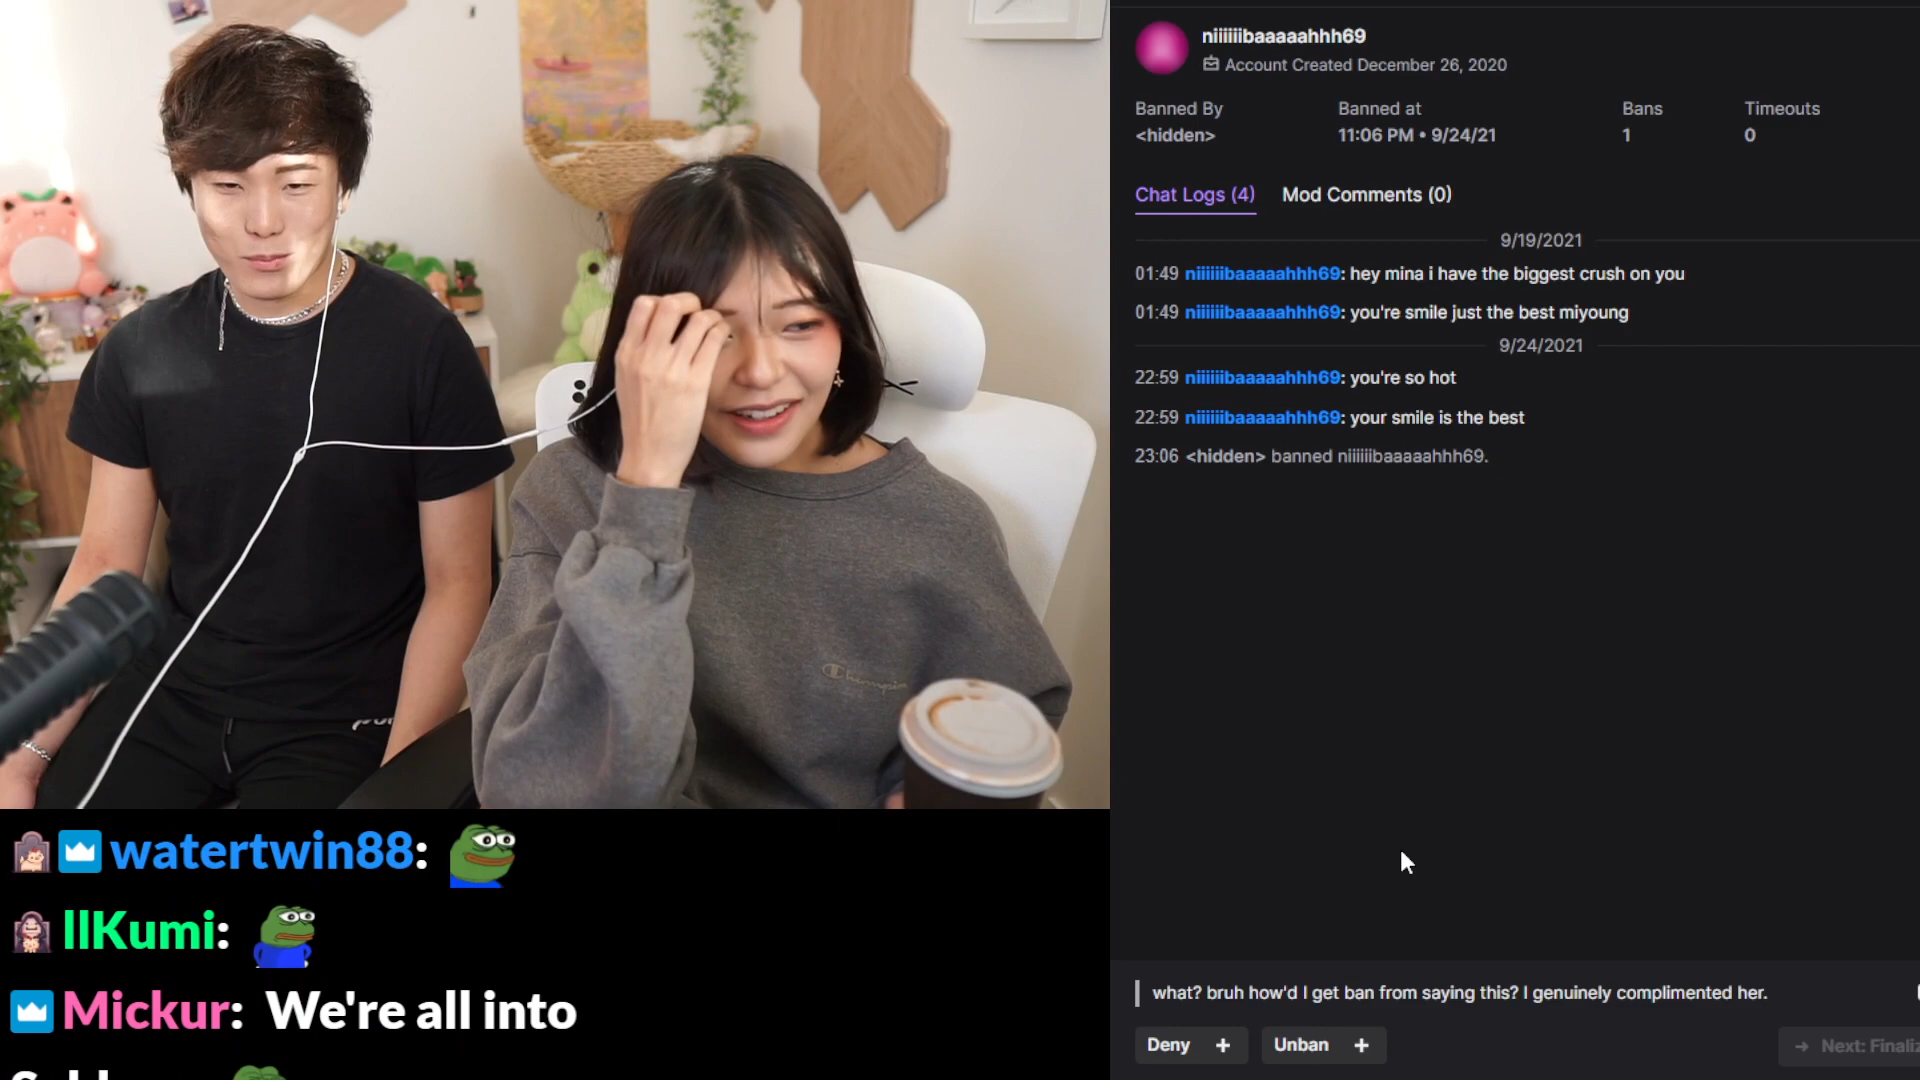 niiiiiibaaaaahhh69
Account Created December 26, 2020
Banned By
<hidden>
Banned at
11:06 PM • 9/24/21
Bans
1
Timeouts
0
Chat Logs (4)
Mod Comments (0)
9/19/2021
01:49 niiiiiibaaaaahhh69: hey mina i have the biggest crush on you
01:49 niiiiiibaaaaahhh69: you're smile just the best miyoung
9/24/2021
22:59 niiiiiibaaaaahhh69: you're so hot
22:59 niiiiiibaaaaahhh69: your smile is the best
23:06 <hidden> banned niiiiiibaaaaahhh69.
what? bruh how'd I get ban from saying this? I genuinely complimented her.
Deny +
Unban +
→ Next: Finaliz
Champion
watertwin88:
llKumi:
Mickur: We're all into